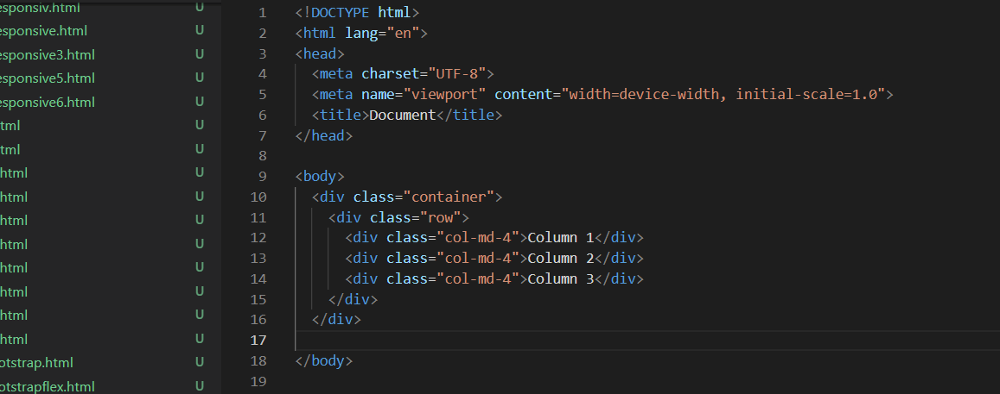 esponsiv.html U
esponsive.html U
esponsive3.html U
esponsive5.html U
esponsive6.html U
tml U
tml U
html U
html U
html U
html U
html U
html U
html U
html U
otstrap.html U
otstrapflex.html U
1 <!DOCTYPE html>
2 <html lang="en">
3 <head>
4 <meta charset="UTF-8">
5 <meta name="viewport" content="width=device-width, initial-scale=1.0">
6 <title>Document</title>
7 </head>
8
9 <body>
10 <div class="container">
11 <div class="row">
12 <div class="col-md-4">Column 1</div>
13 <div class="col-md-4">Column 2</div>
14 <div class="col-md-4">Column 3</div>
15 </div>
16 </div>
17
18 </body>
19